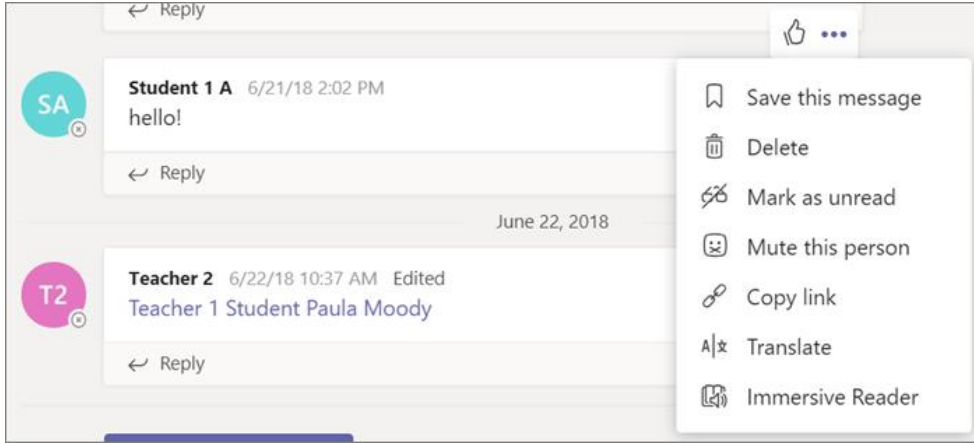 Reply
SA
Student 1 A 6/21/18 2:02 PM
hello!
Reply
June 22, 2018
T2
Teacher 2 6/22/18 10:37 AM Edited
Teacher 1 Student Paula Moody
Reply
Save this message
Delete
Mark as unread
Mute this person
Copy link
Translate
Immersive Reader